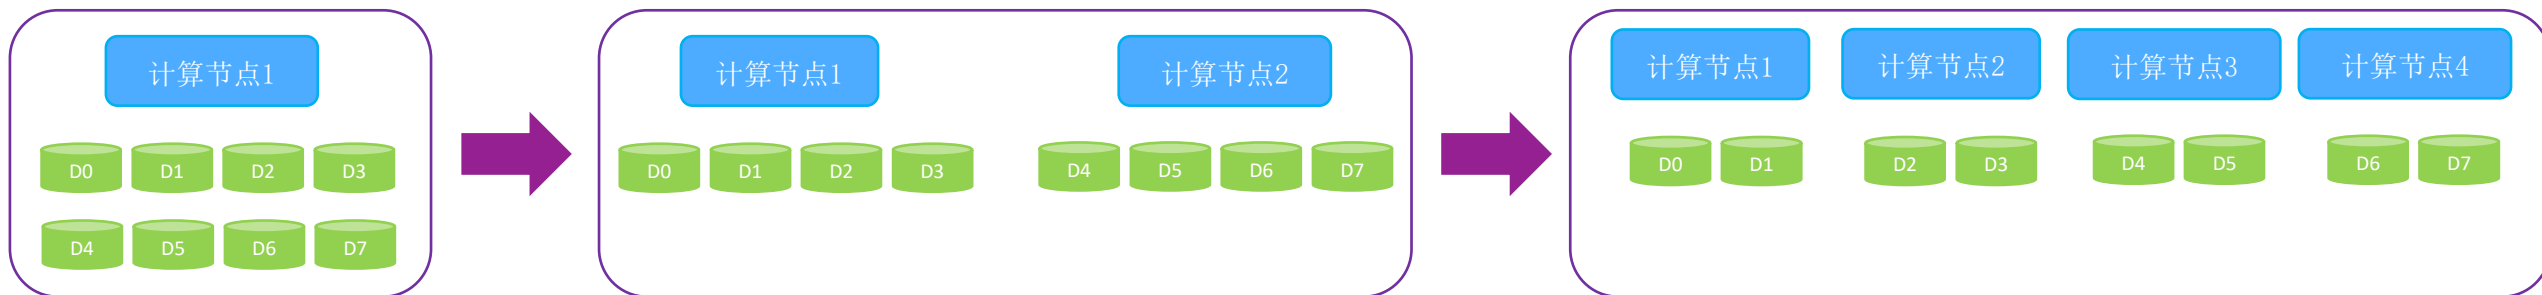 计算节点1
D0 D1 D2 D3
D4 D5 D6 D7
计算节点1 计算节点2
D0 D1 D2 D3 D4 D5 D6 D7
计算节点1 计算节点2 计算节点3 计算节点4
D0 D1 D2 D3 D4 D5 D6 D7